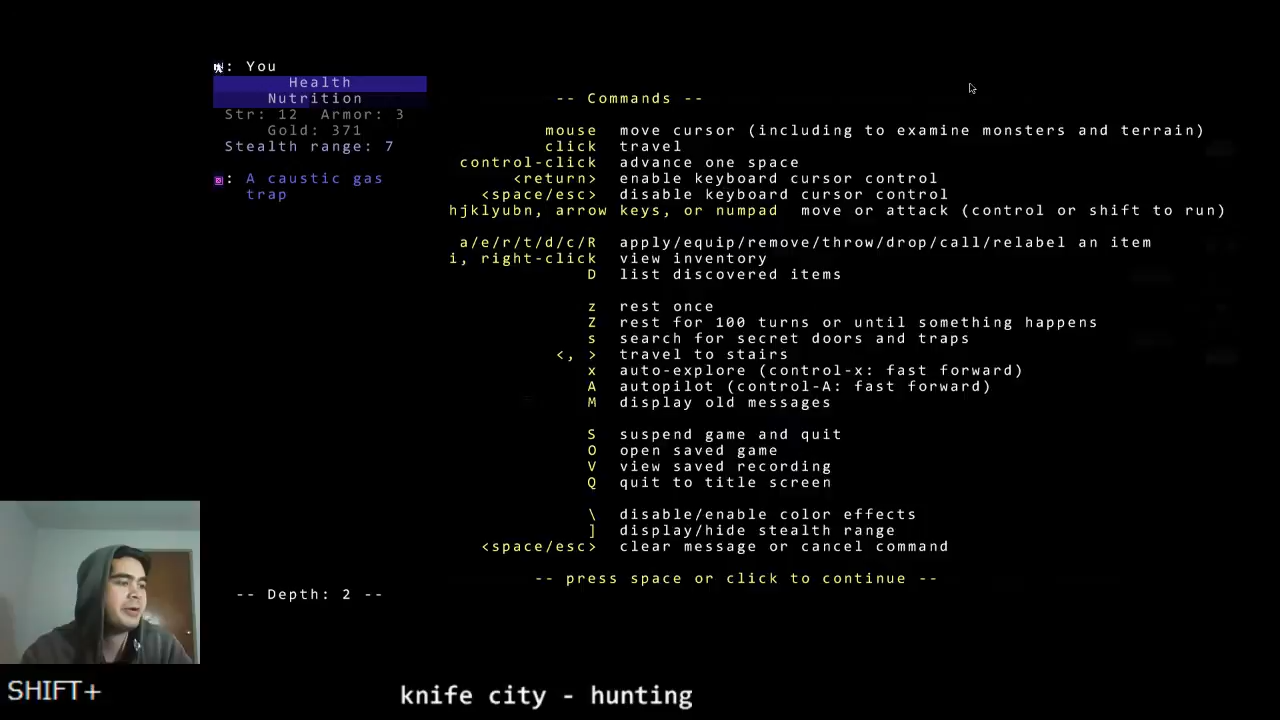 : You
Health
Nutrition
Str: 12 Armor: 3
Gold: 371
Stealth range: 7
: A caustic gas
trap
-- Commands --
mouse move cursor (including to examine monsters and terrain)
click travel
control-click advance one space
<return> enable keyboard cursor control
<space/esc> disable keyboard cursor control
hjklyubn, arrow keys, or numpad move or attack (control or shift to run)
a/e/r/t/d/c/R apply/equip/remove/throw/drop/call/relabel an item
i, right-click view inventory
D list discovered items
z rest once
Z rest for 100 turns or until something happens
s search for secret doors and traps
<, > travel to stairs
x auto-explore (control-x: fast forward)
A autopilot (control-A: fast forward)
M display old messages
S suspend game and quit
O open saved game
V view saved recording
Q quit to title screen
\ disable/enable color effects
] display/hide stealth range
<space/esc> clear message or cancel command
-- press space or click to continue --
-- Depth: 2 --
SHIFT+
knife city - hunting